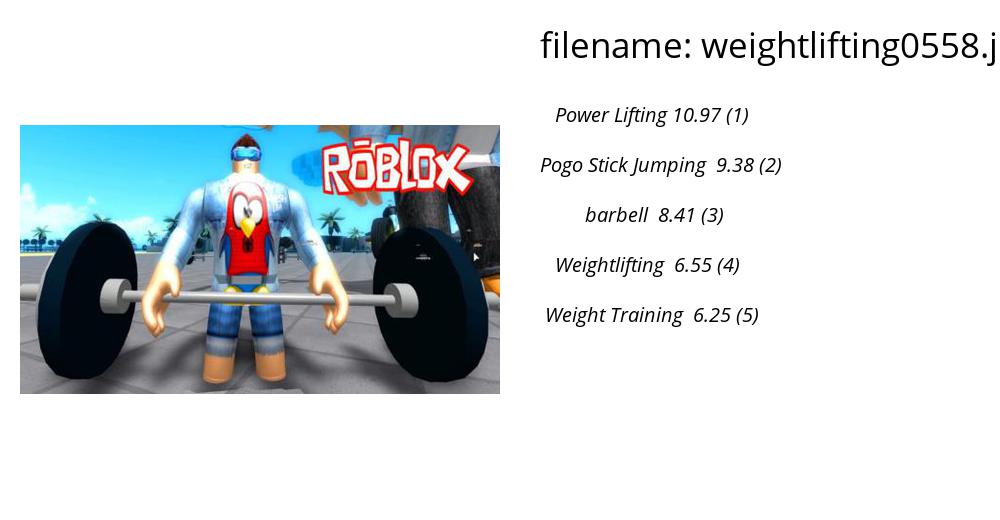 filename: weightlifting0558.j
RŌBLOX
Power Lifting 10.97 (1)
Pogo Stick Jumping 9.38 (2)
barbell 8.41 (3)
Weightlifting 6.55 (4)
Weight Training 6.25 (5)